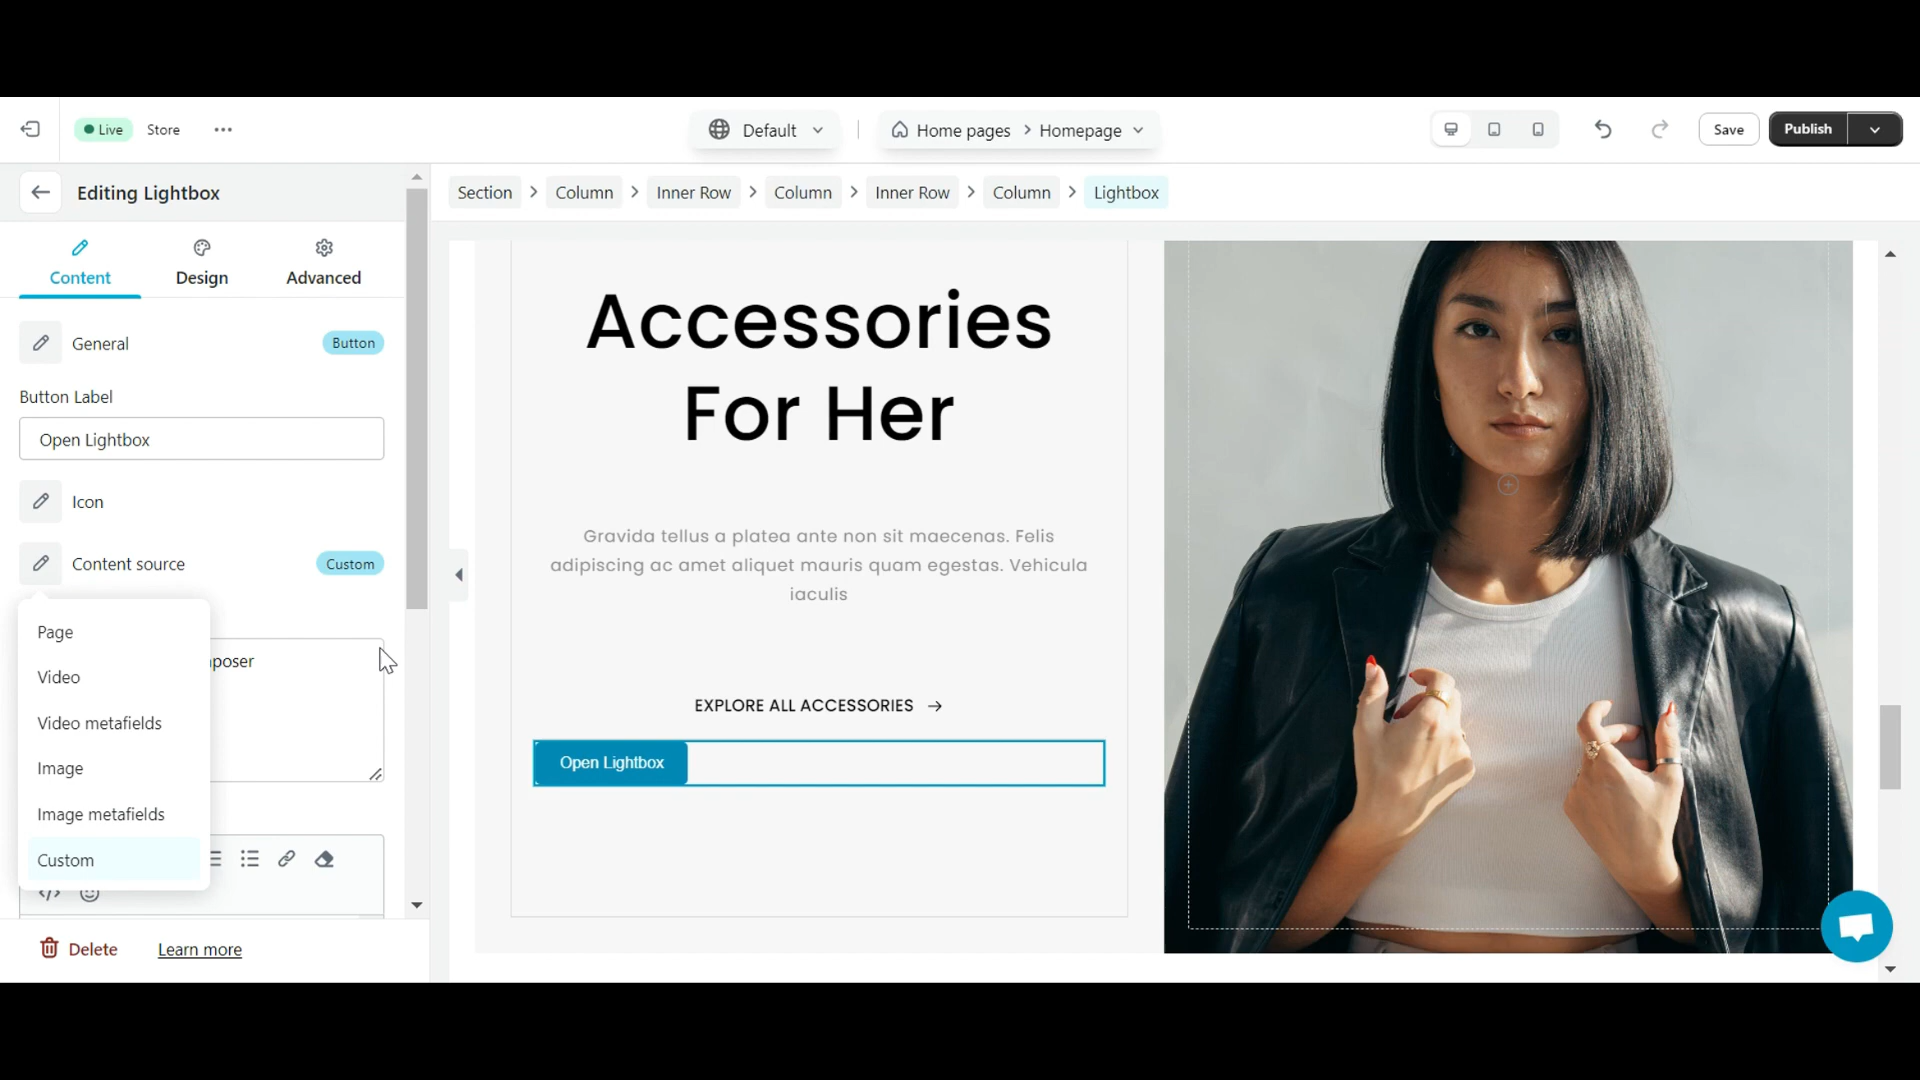 Live
Store
Default
Home pages > Homepage
Save
Publish
Editing Lightbox
Section > Column > Inner Row > Column > Inner Row > Column > Lightbox
Content
Design
Advanced
General
Button
Button Label
Open Lightbox
Icon
Content source
Custom
Page
Video
Video metafields
Image
Image metafields
Custom
Delete
Learn more
Accessories
For Her
Gravida tellus a platea ante non sit maecenas. Felis
adipiscing ac amet aliquet mauris quam egestas. Vehicula
iaculis
EXPLORE ALL ACCESSORIES →
Open Lightbox